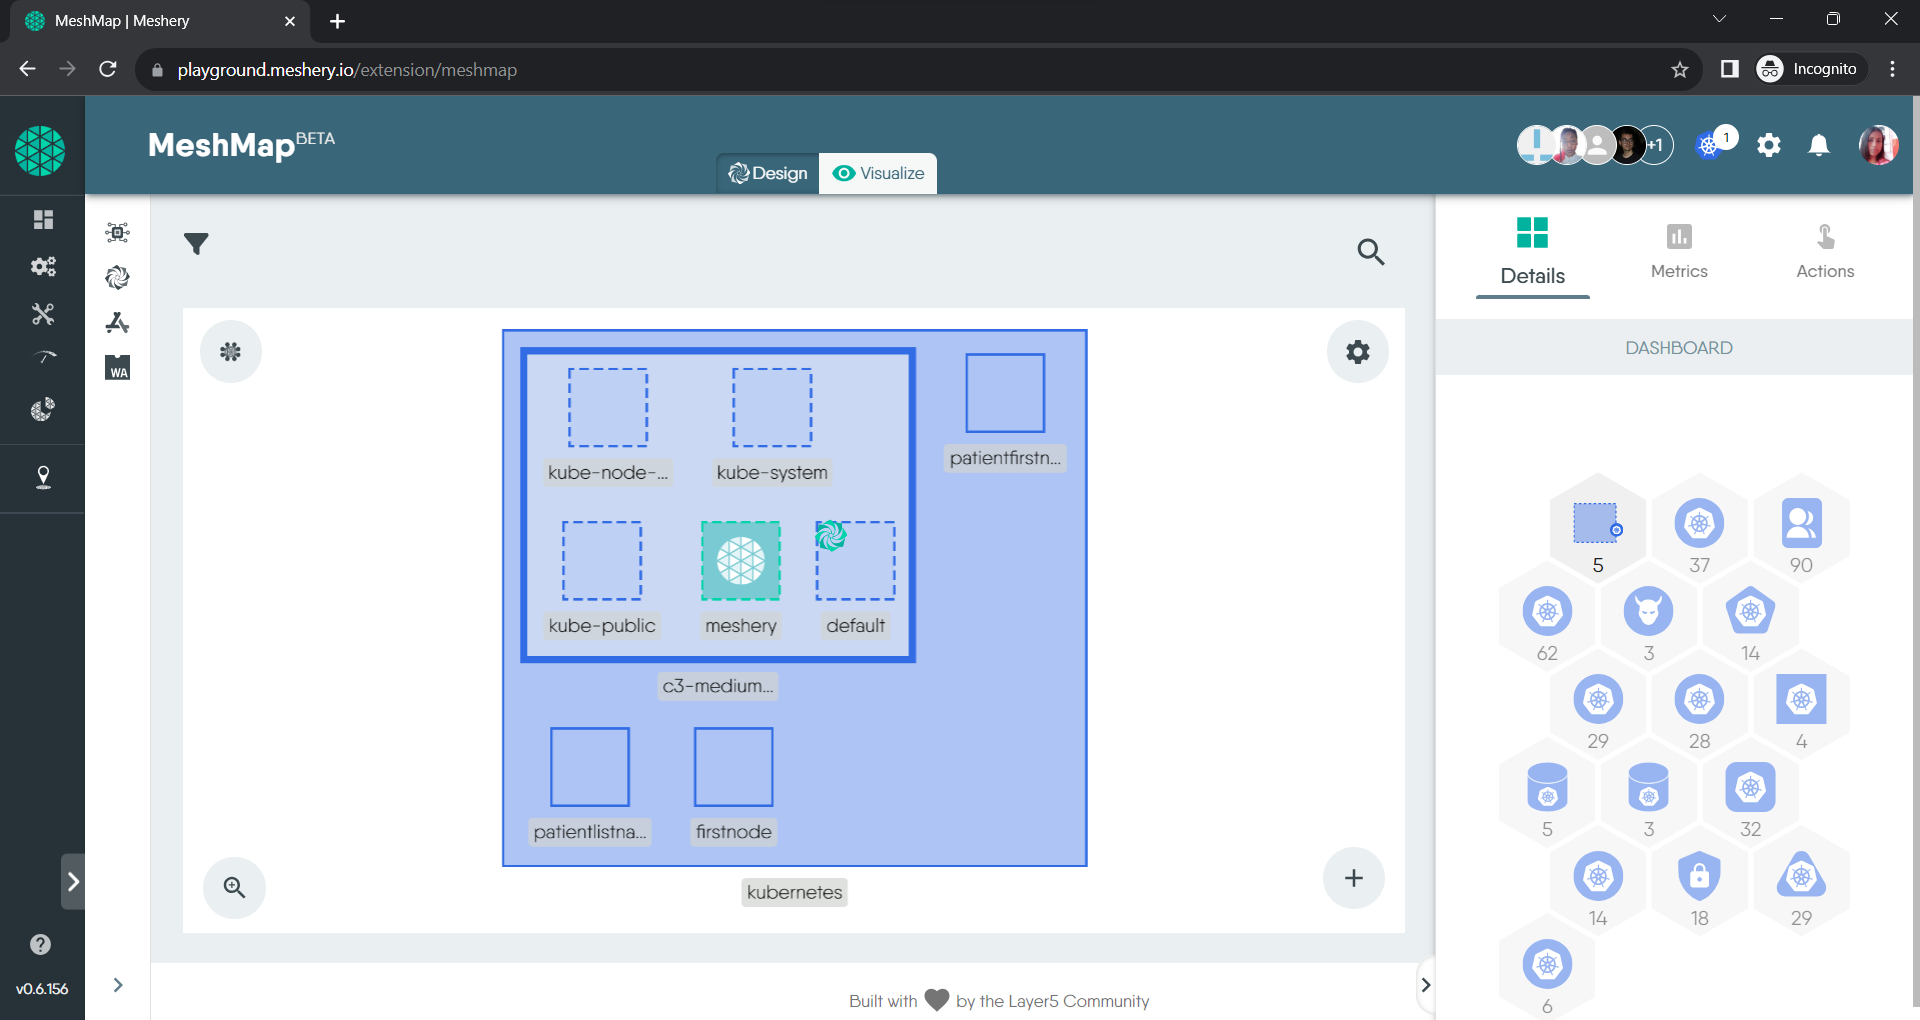 MeshMap | Meshery
playground.meshery.io/extension/meshmap
Incognito
MeshMap BETA
Design
Visualize
+1
1
Details
Metrics
Actions
DASHBOARD
WA
kube-node-...
kube-system
patientfirstn...
kube-public
meshery
default
c3-medium...
patientlistna...
firstnode
kubernetes
5
37
90
62
3
14
29
28
4
5
3
32
14
18
29
6
v0.6.156
Built with by the Layer5 Community